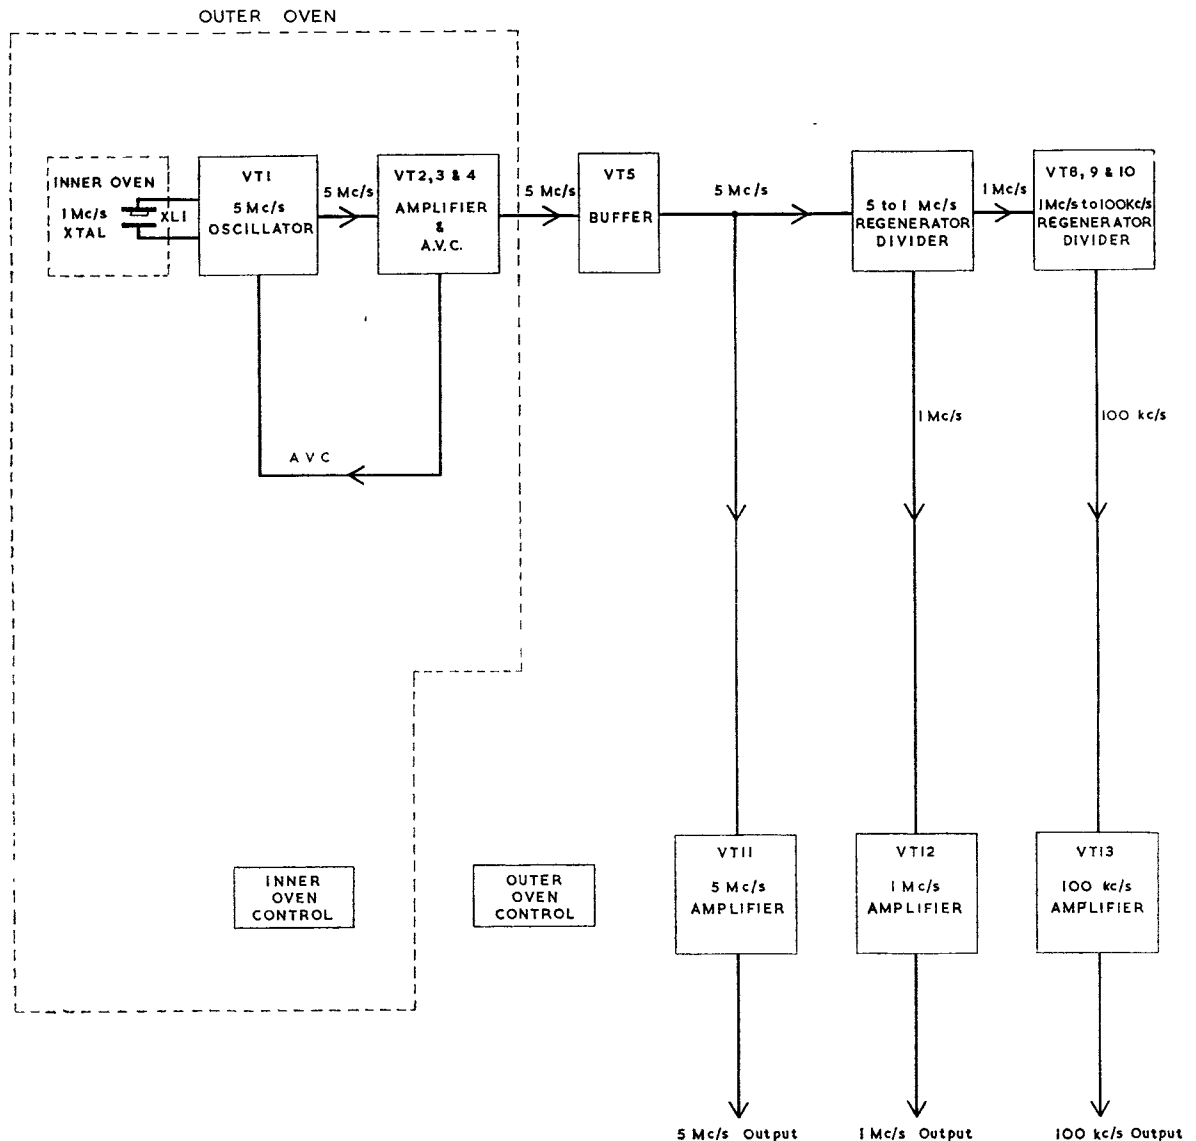 OUTER OVEN
INNER OVEN
1 Mc/s
XTAL
XL1
VT1
5 Mc/s
OSCILLATOR
5 Mc/s
VT2, 3 & 4
AMPLIFIER
&
A.V.C.
5 Mc/s
VT5
BUFFER
5 Mc/s
5 to 1 Mc/s
REGENERATOR
DIVIDER
1 Mc/s
VT8, 9 & 10
1Mc/s to 100Kc/s
REGENERATOR
DIVIDER
A V C
1 Mc/s
100 kc/s
INNER
OVEN
CONTROL
OUTER
OVEN
CONTROL
VT11
5 Mc/s
AMPLIFIER
VT12
1 Mc/s
AMPLIFIER
VT13
100 kc/s
AMPLIFIER
5 Mc/s Output
1 Mc/s Output
100 kc/s Output